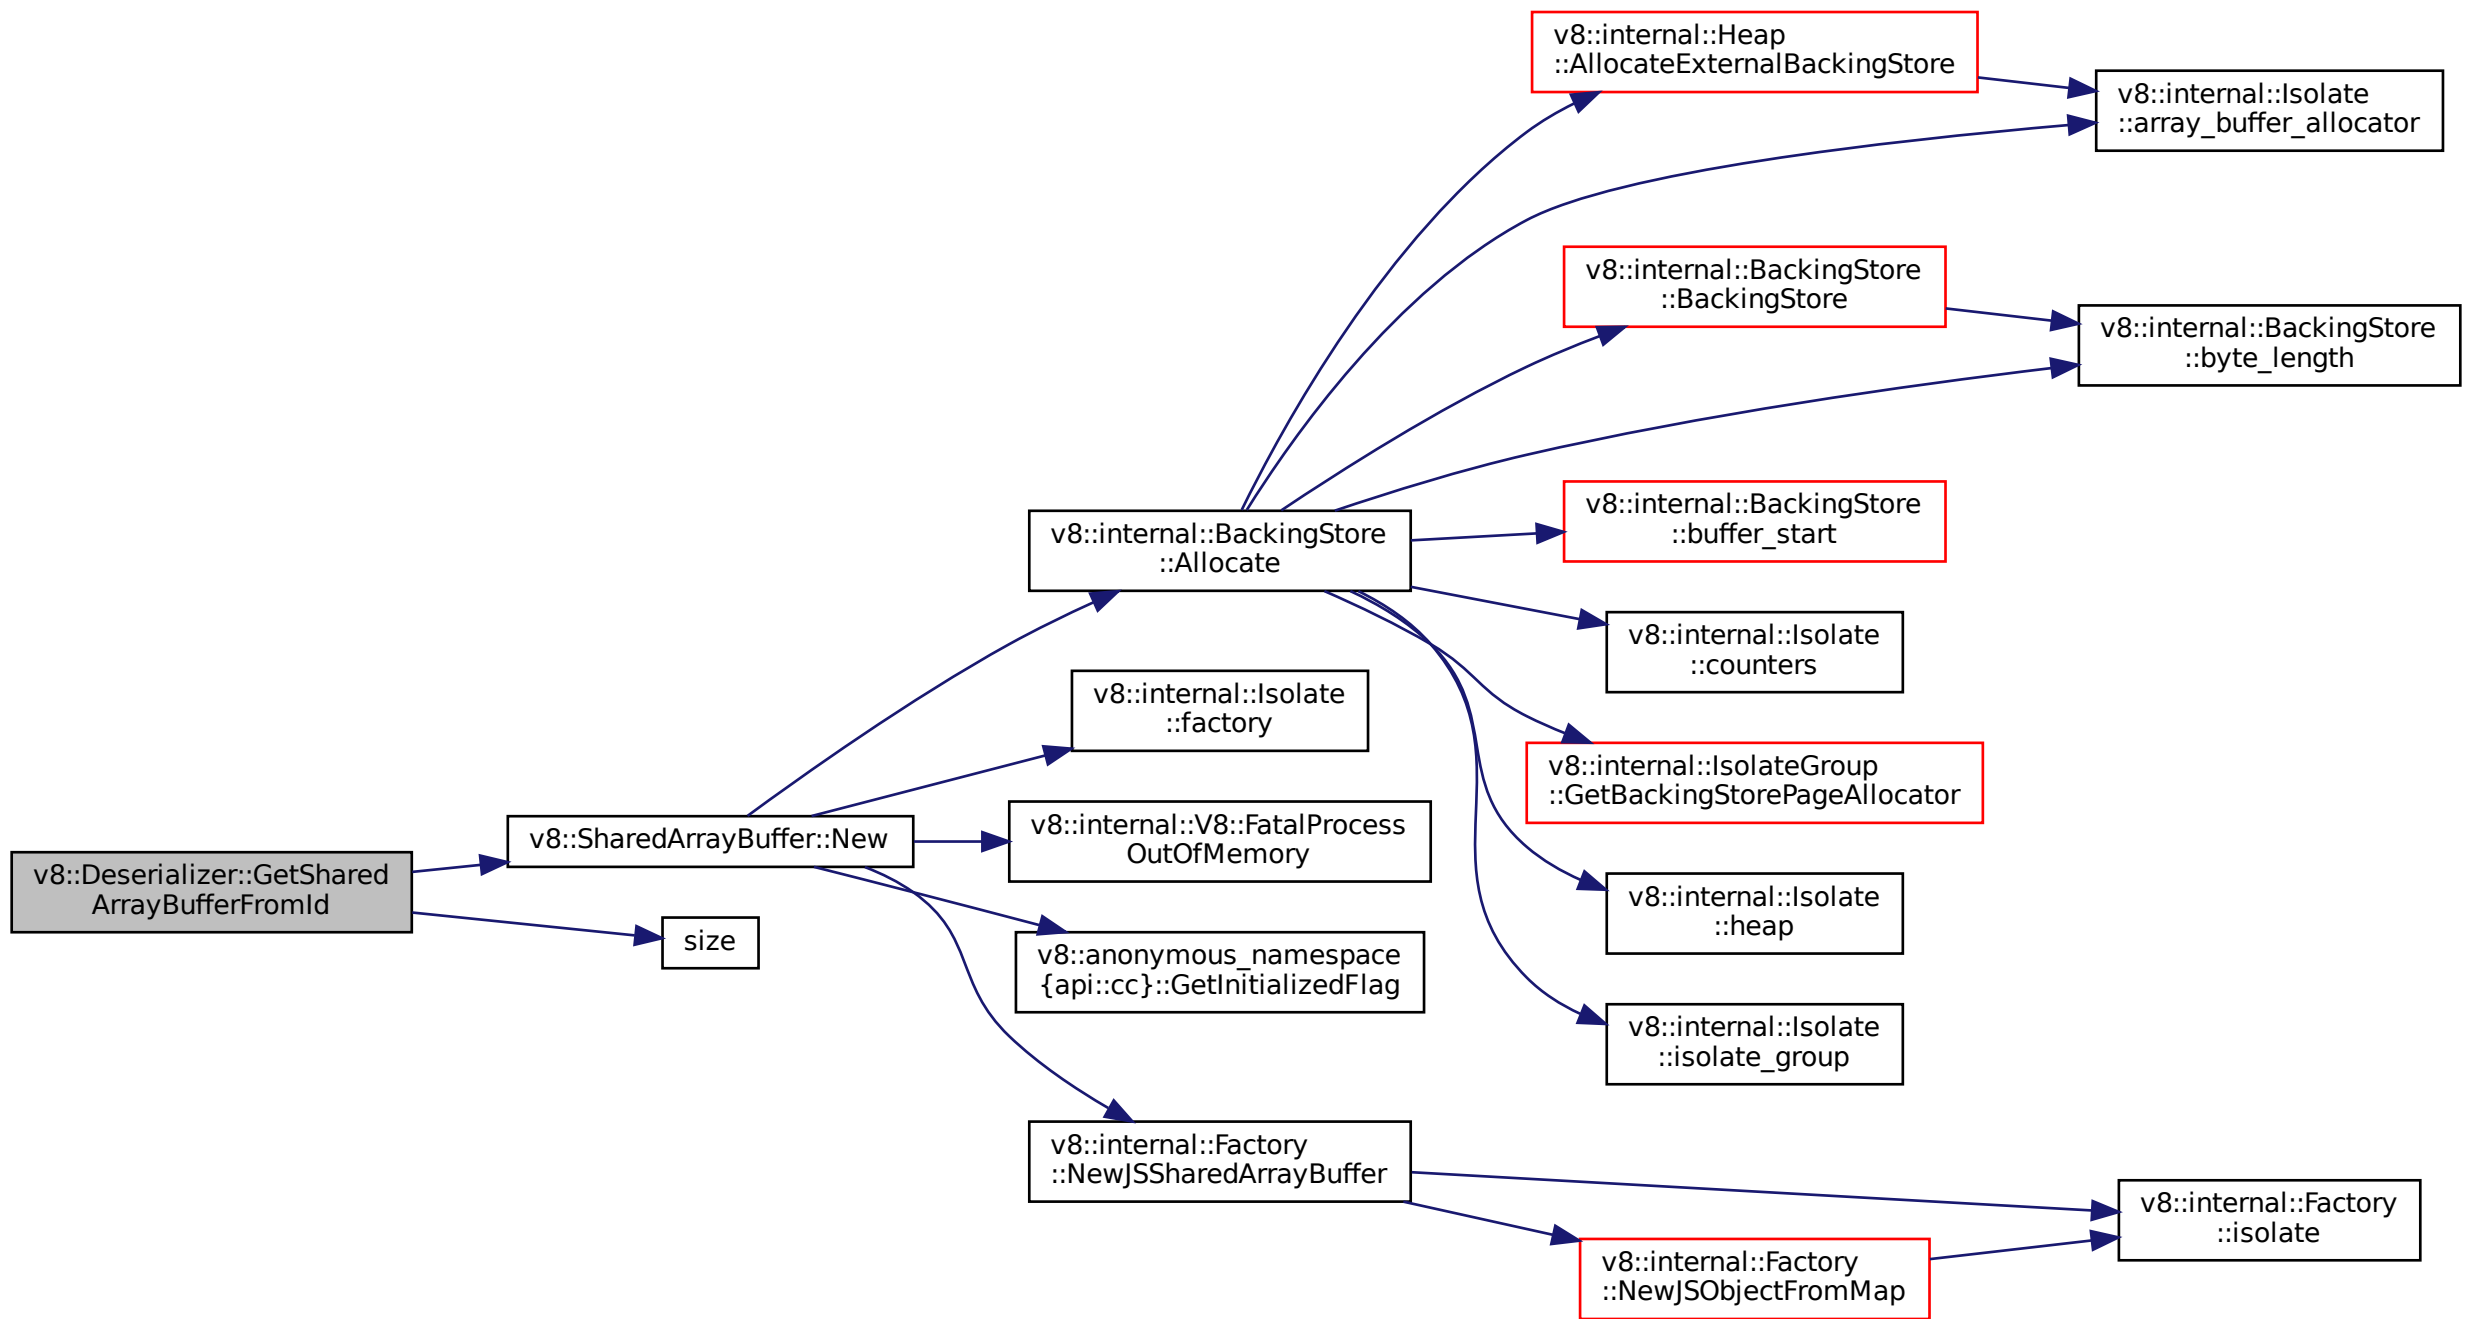 v8::internal::Heap
::AllocateExternalBackingStore
v8::internal::Isolate
::array_buffer_allocator
v8::internal::BackingStore
::BackingStore
v8::internal::BackingStore
::byte_length
v8::internal::BackingStore
::buffer_start
v8::internal::BackingStore
::Allocate
v8::internal::Isolate
::counters
v8::internal::Isolate
::factory
v8::internal::IsolateGroup
::GetBackingStorePageAllocator
v8::SharedArrayBuffer::New
v8::internal::V8::FatalProcess
OutOfMemory
v8::Deserializer::GetShared
ArrayBufferFromId
v8::internal::Isolate
::heap
size
v8::anonymous_namespace
{api::cc}::GetInitializedFlag
v8::internal::Isolate
::isolate_group
v8::internal::Factory
::NewJSSharedArrayBuffer
v8::internal::Factory
::isolate
v8::internal::Factory
::NewJSObjectFromMap